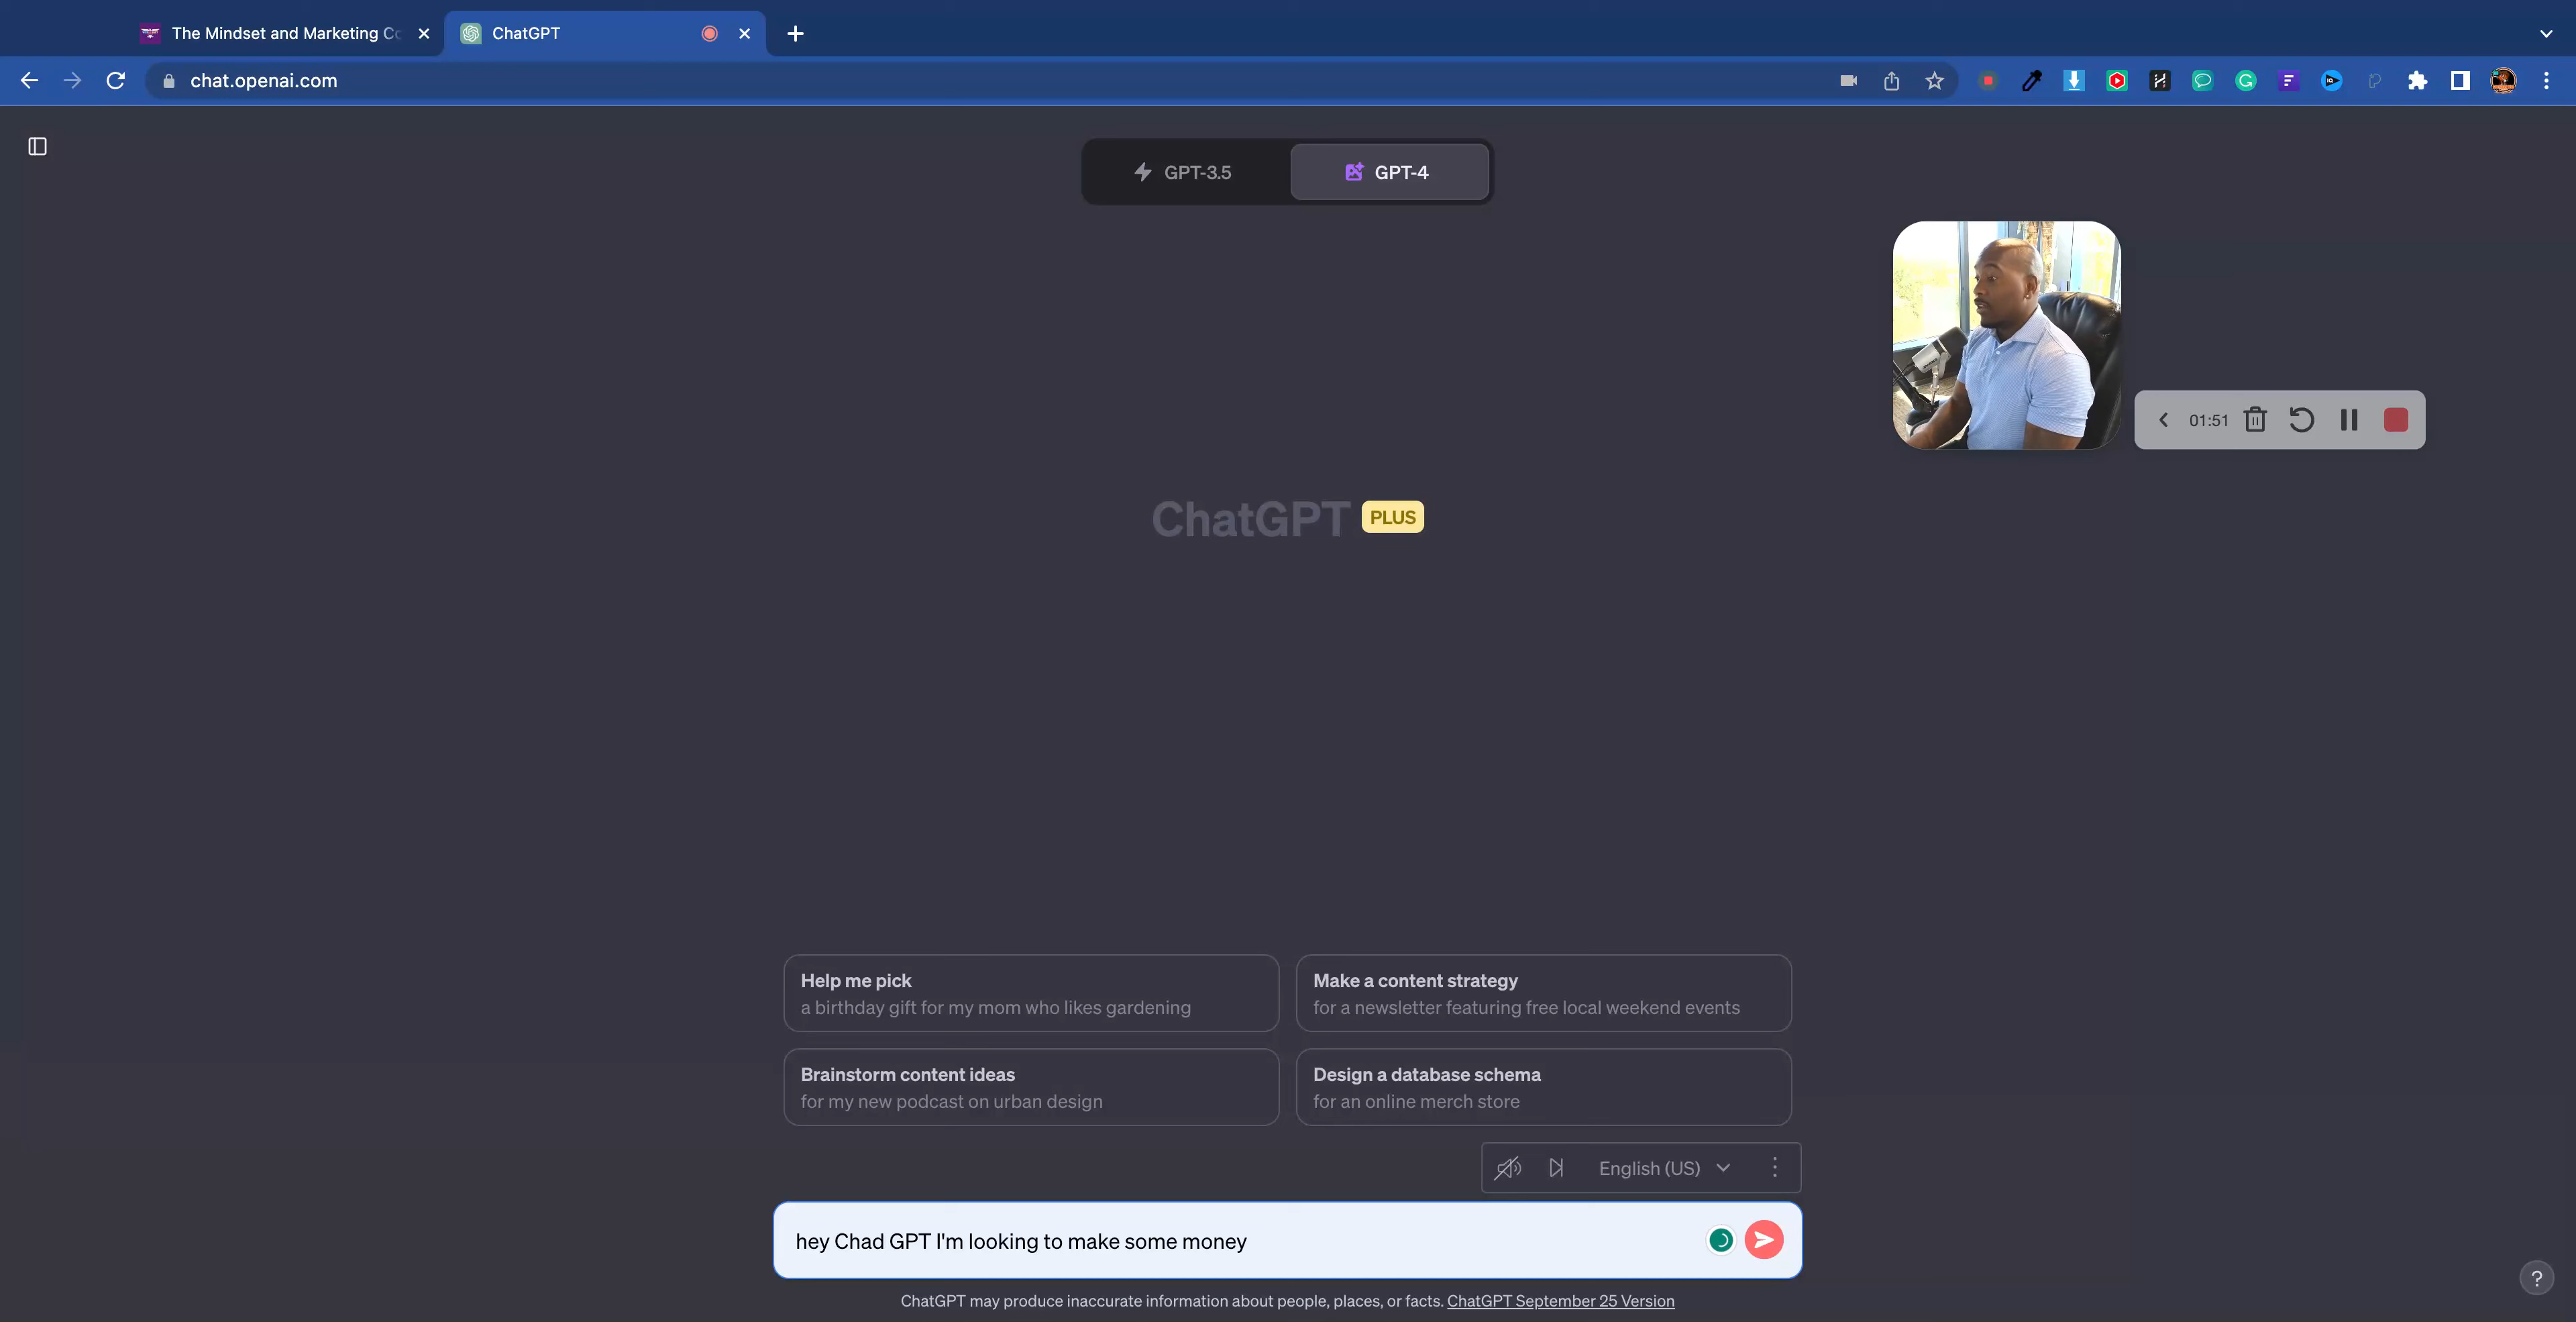 The Mindset and Marketing Co
ChatGPT
chat.openai.com
GPT-3.5
GPT-4
01:51
ChatGPT PLUS
Help me pick
a birthday gift for my mom who likes gardening
Make a content strategy
for a newsletter featuring free local weekend events
Brainstorm content ideas
for my new podcast on urban design
Design a database schema
for an online merch store
English (US)
hey Chad GPT I'm looking to make some money
ChatGPT may produce inaccurate information about people, places, or facts. ChatGPT September 25 Version
?